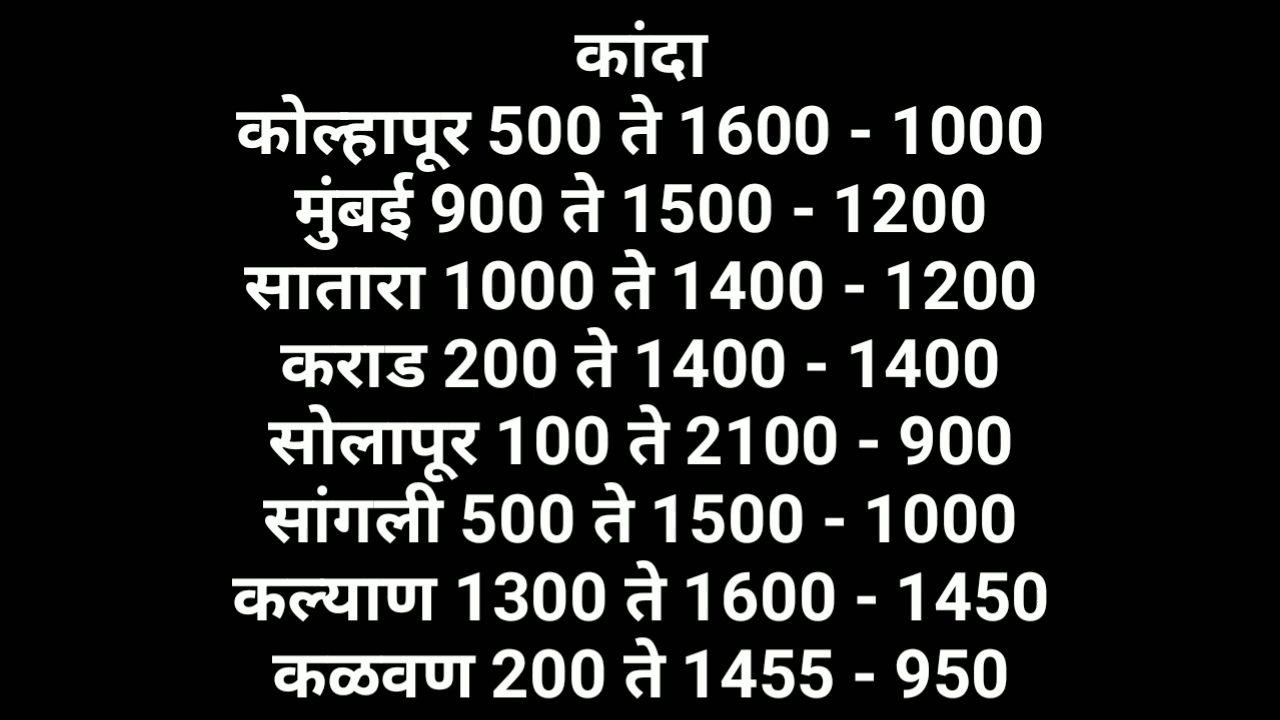 कांदा
कोल्हापूर 500 ते 1600 - 1000
मुंबई 900 ते 1500 - 1200
सातारा 1000 ते 1400 - 1200
कराड 200 ते 1400 - 1400
सोलापूर 100 ते 2100 - 900
सांगली 500 ते 1500 - 1000
कल्याण 1300 ते 1600 - 1450
कळवण 200 ते 1455 - 950